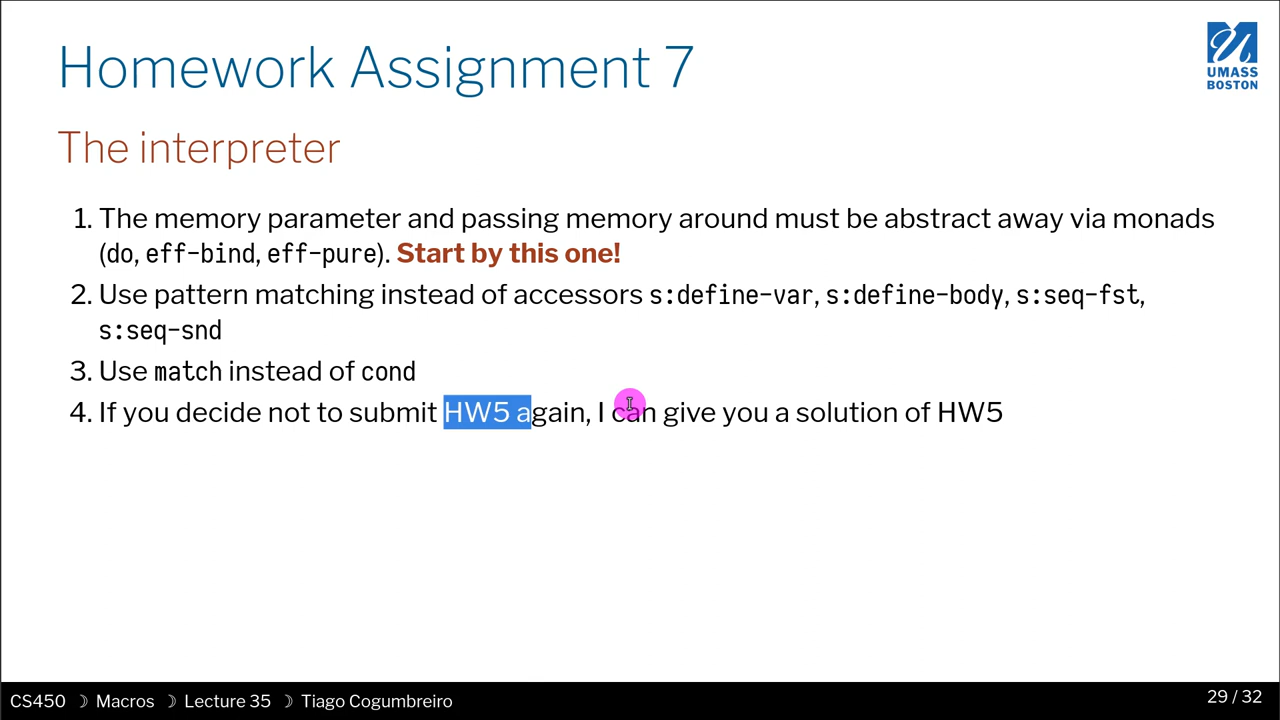 Homework Assignment 7
UMASS
BOSTON
The interpreter
1. The memory parameter and passing memory around must be abstract away via monads
(do, eff-bind, eff-pure). Start by this one!
2. Use pattern matching instead of accessors s:define-var, s:define-body, s:seq-fst,
s:seq-snd
3. Use match instead of cond
4. If you decide not to submit HW5 again, I can give you a solution of HW5
CS450 ☽ Macros ☽ Lecture 35 ☽ Tiago Cogumbreiro
29 / 32